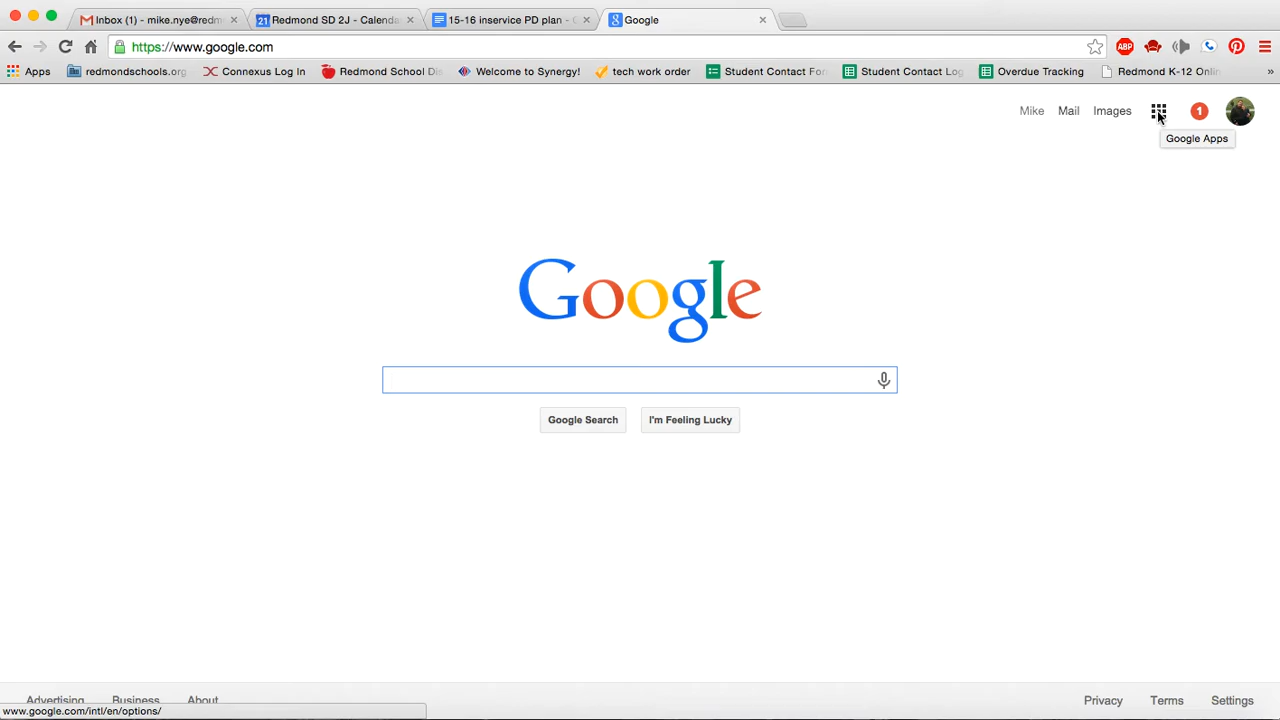 Inbox (1) - mike.nye@redm
Redmond SD 2J - Calenda
15-16 inservice PD plan -
Google
https://www.google.com
ABP
Apps
redmondschools.org
Connexus Log In
Redmond School Dis
Welcome to Synergy!
tech work order
Student Contact For
Student Contact Log
Overdue Tracking
Redmond K-12 Onlin
»
Mike
Mail
Images
1
Google Apps
Google
Google Search
I'm Feeling Lucky
Advertising
Business
About
Privacy
Terms
Settings
www.google.com/intl/en/options/